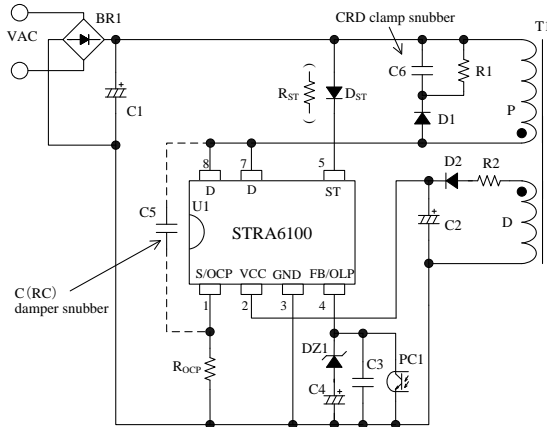 CRD clamp snubber
T1
BR1
VAC
C6
R1
C1
(RST)
DST
D1
P
8
7
5
D
D
ST
D2
R2
C5
U1
STRA6100
C2
D
S/OCP VCC GND FB/OLP
C(RC)
damper snubber
1
2
3
4
DZ1
C3
PC1
ROCP
C4